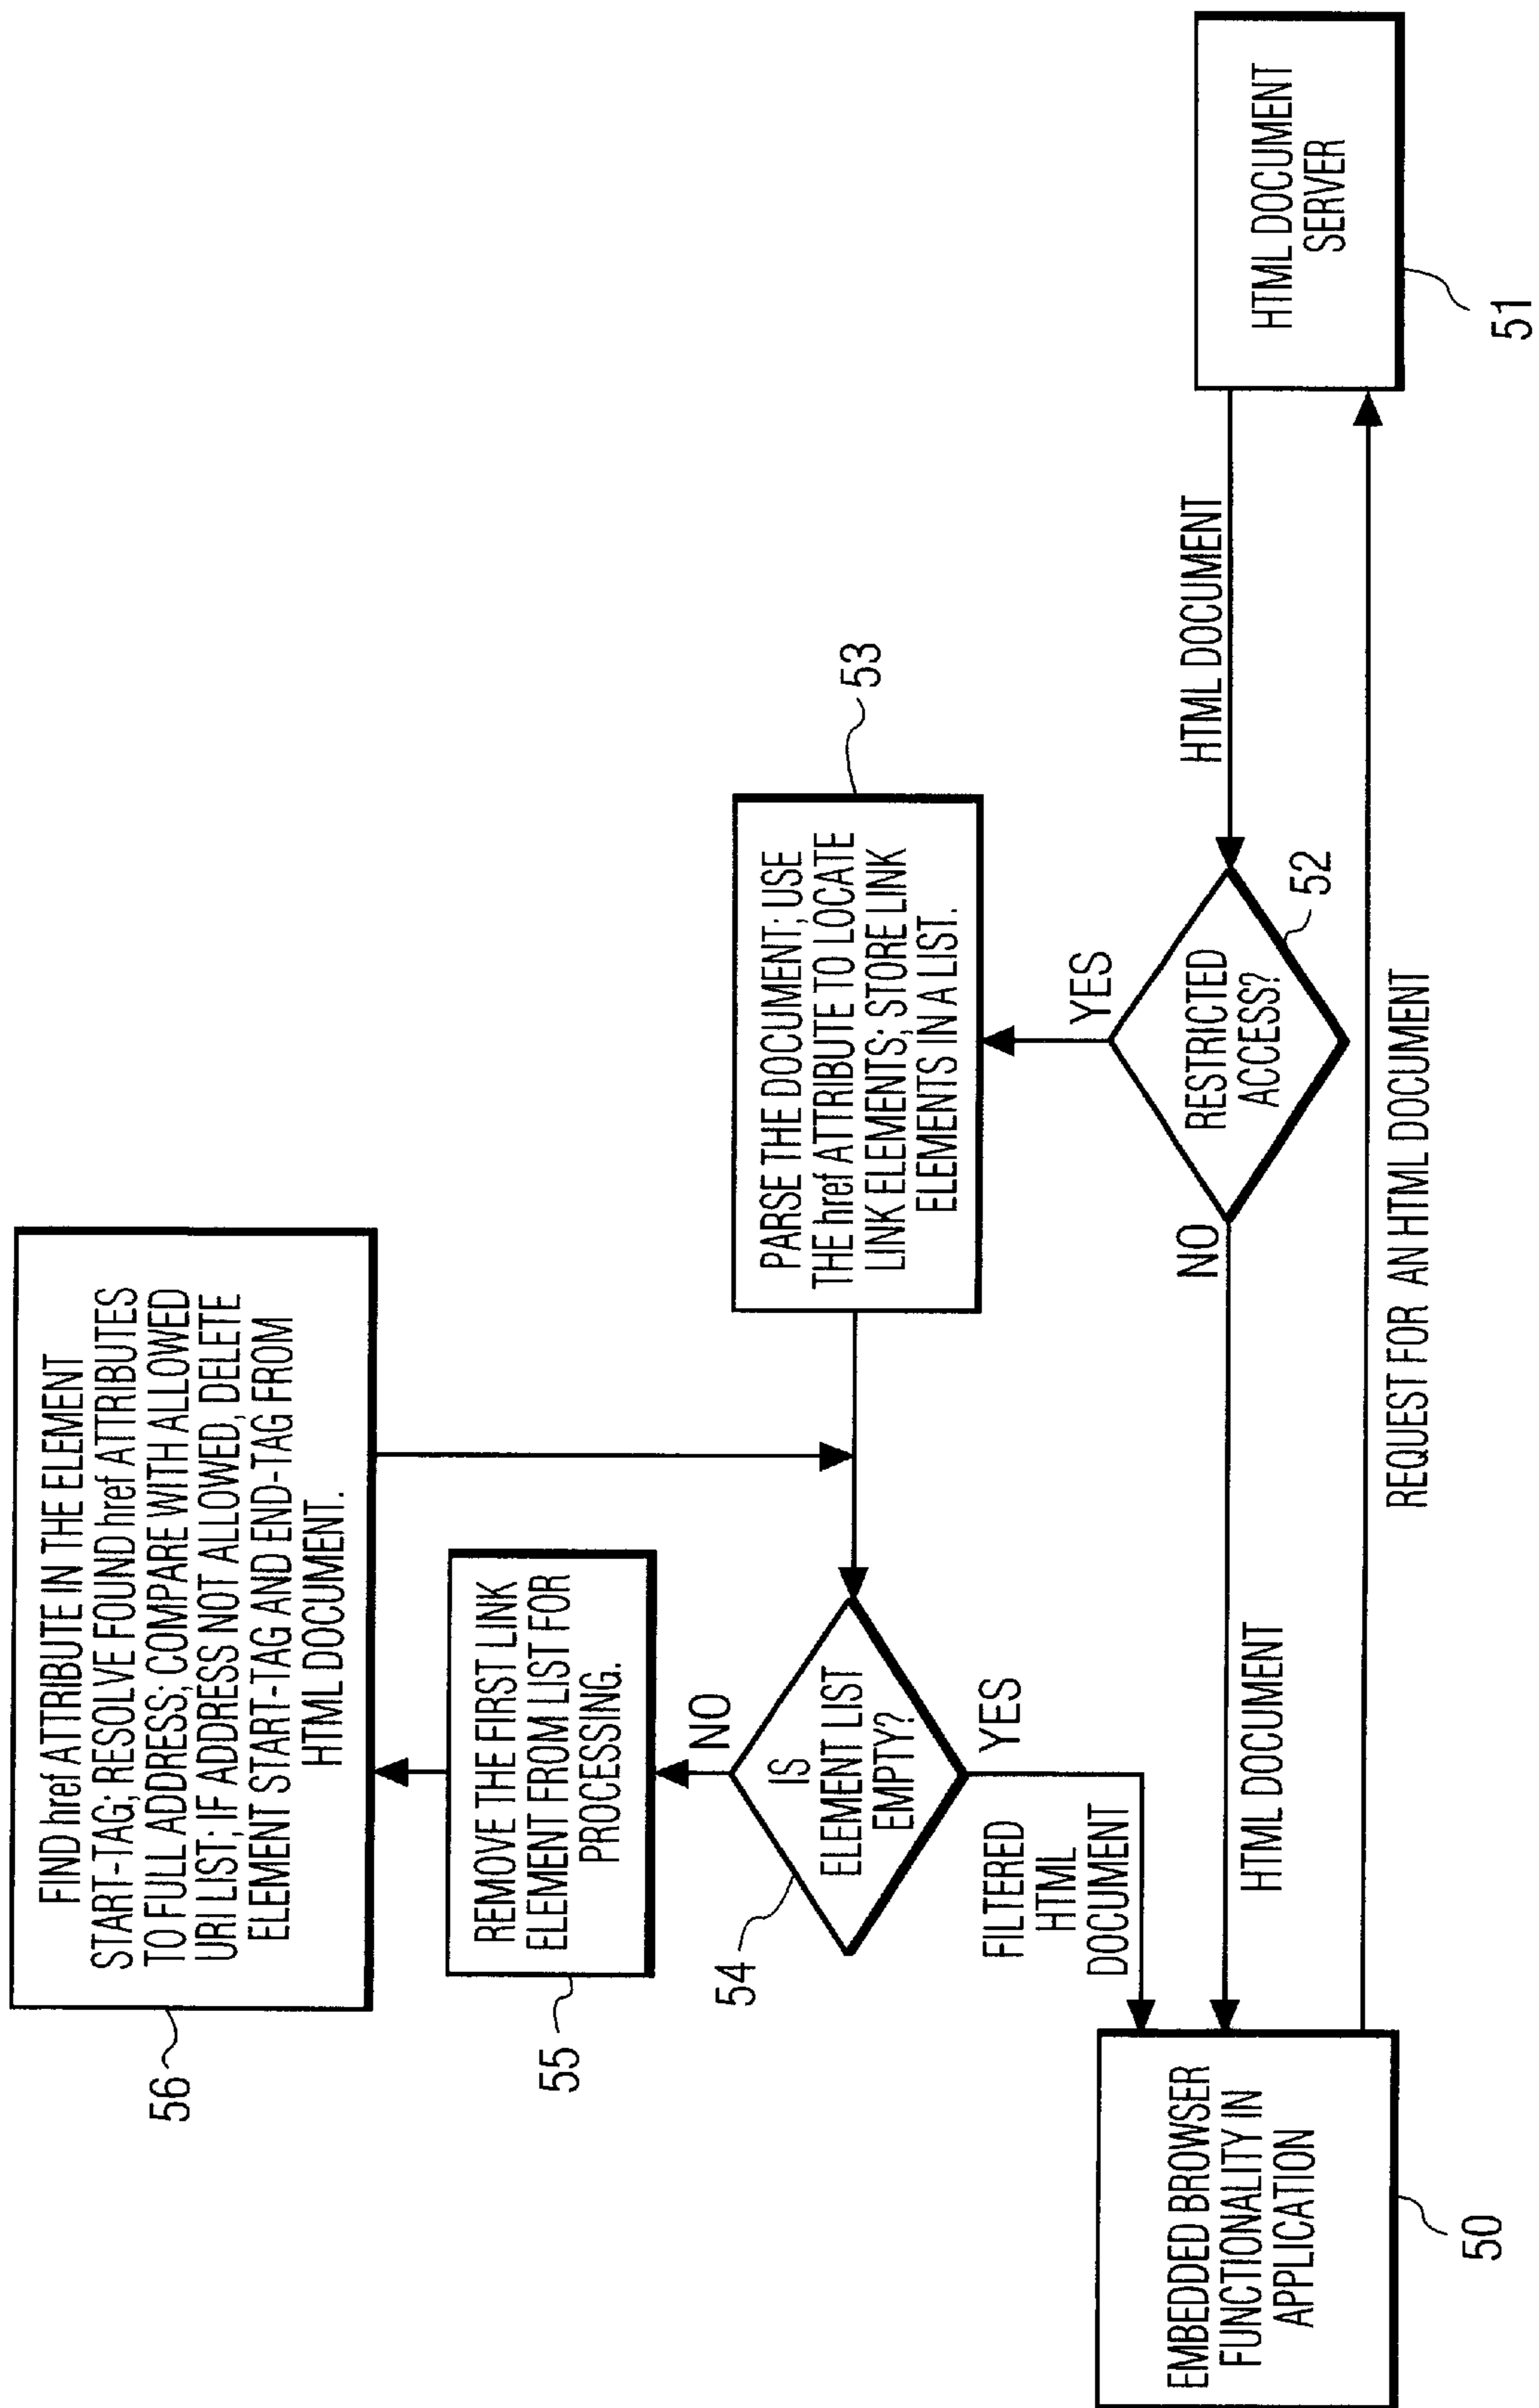 FIND href ATTRIBUTE IN THE ELEMENT
START-TAG; RESOLVE FOUND href ATTRIBUTES
TO FULL ADDRESS; COMPARE WITH ALLOWED
URI LIST; IF ADDRESS NOT ALLOWED, DELETE
ELEMENT START-TAG AND END-TAG FROM
HTML DOCUMENT.
56
REMOVE THE FIRST LINK
ELEMENT FROM LIST FOR
PROCESSING.
55
NO
IS
ELEMENT LIST
EMPTY?
54
YES
FILTERED
HTML
DOCUMENT
PARSE THE DOCUMENT; USE
THE href ATTRIBUTE TO LOCATE
LINK ELEMENTS; STORE LINK
ELEMENTS IN A LIST.
53
YES
RESTRICTED
ACCESS?
52
NO
HTML DOCUMENT
HTML DOCUMENT
EMBEDDED BROWSER
FUNCTIONALITY IN
APPLICATION
50
REQUEST FOR AN HTML DOCUMENT
HTML DOCUMENT
SERVER
51